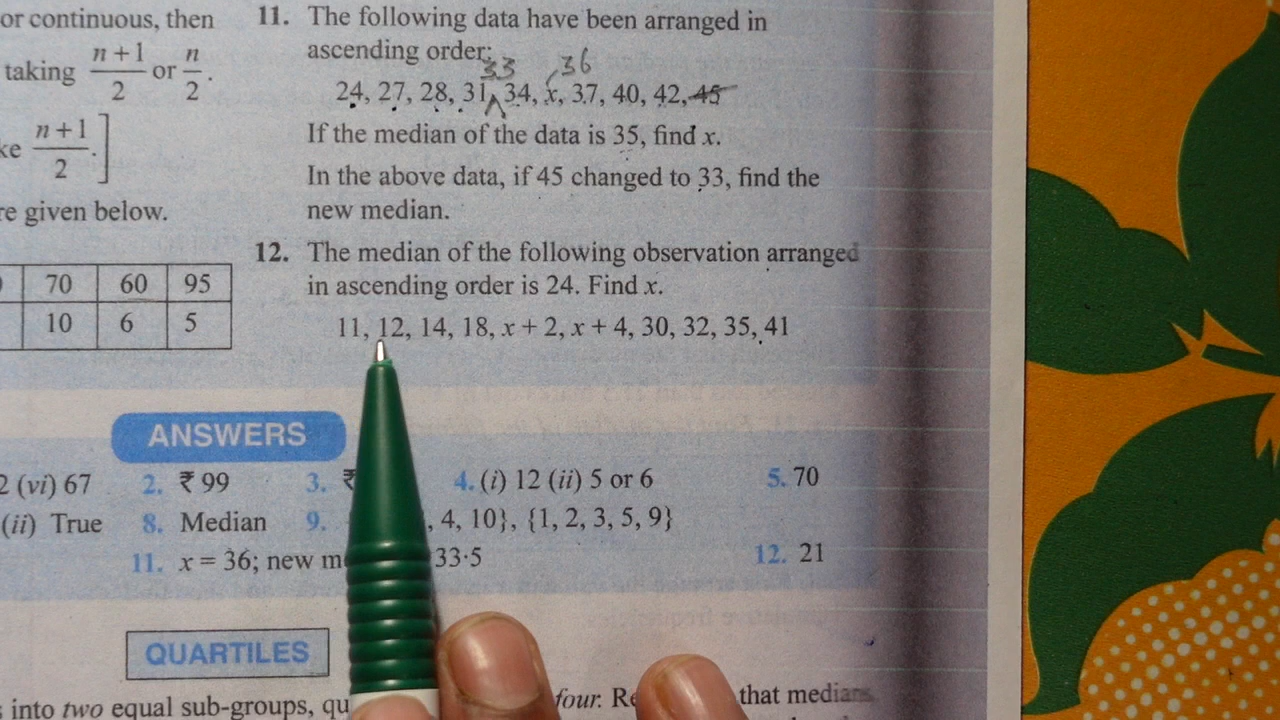 or continuous, then
taking n + 1 / 2 or n / 2 .
ke n + 1 / 2 . ]
re given below.
70 60 95
10 6 5
11. The following data have been arranged in
ascending order:
33 , 36
24, 27, 28, 31, 34, x, 37, 40, 42, 45
If the median of the data is 35, find x.
In the above data, if 45 changed to 33, find the
new median.
12. The median of the following observation arranged
in ascending order is 24. Find x.
11, 12, 14, 18, x + 2, x + 4, 30, 32, 35, 41
ANSWERS
2 (vi) 67 2. ₹ 99 3. ₹ 4. (i) 12 (ii) 5 or 6 5. 70
(ii) True 8. Median 9. , 4, 10}, {1, 2, 3, 5, 9}
11. x = 36; new m 33·5 12. 21
QUARTILES
s into two equal sub-groups, qu four. Re that medians